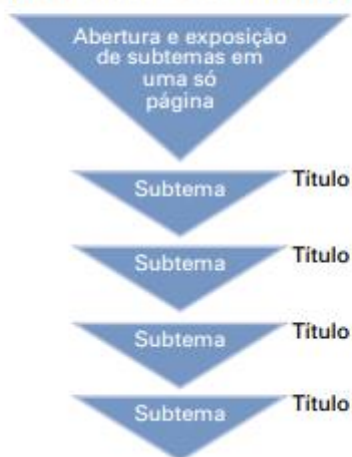 Abertura e exposição
de subtemas em
uma só
página
Subtema
Título
Subtema
Título
Subtema
Título
Subtema
Título